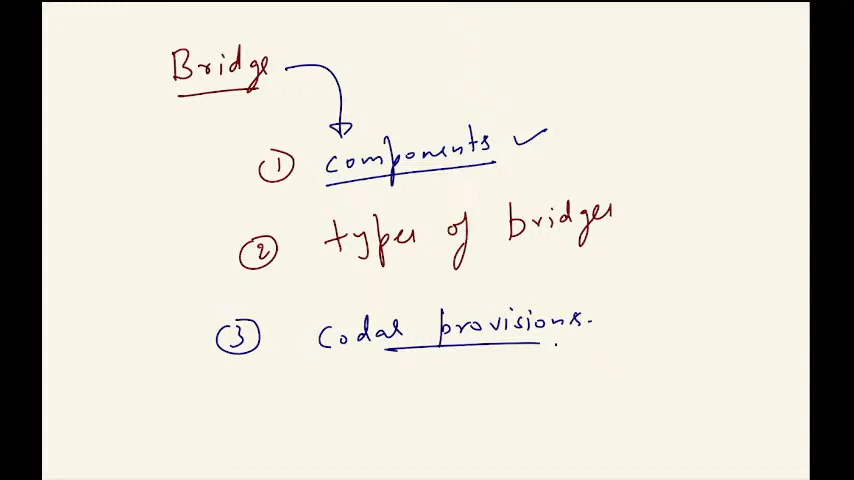 Bridge
① components ✓
② types of bridges
③ Codal provisions.